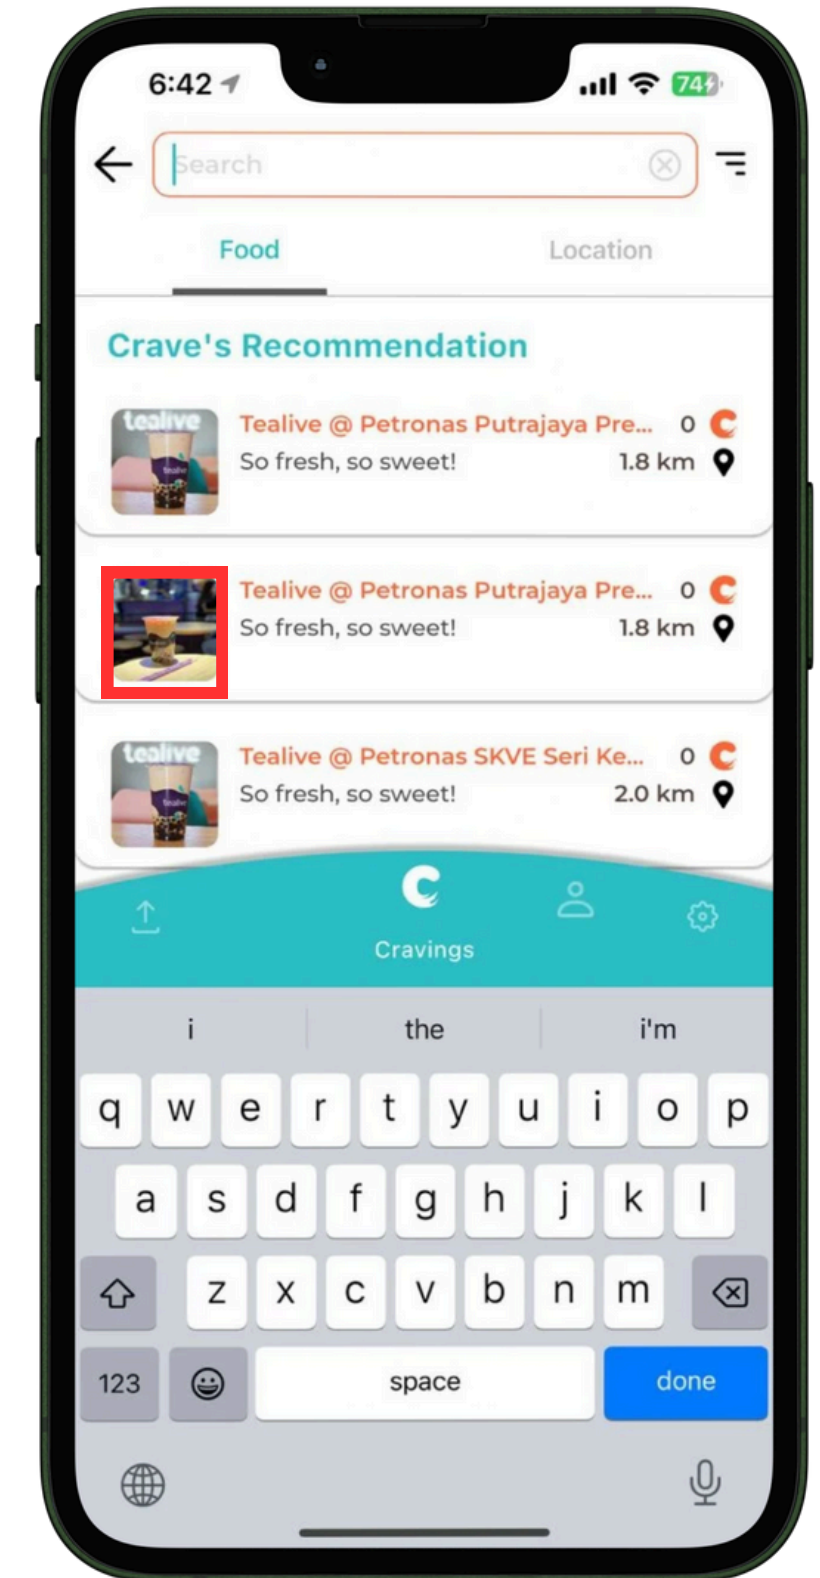 6:42
74
Search
Food
Location
Crave's Recommendation
tealive
tealive
Tealive @ Petronas Putrajaya Pre... 0
So fresh, so sweet! 1.8 km
Tealive @ Petronas Putrajaya Pre... 0
So fresh, so sweet! 1.8 km
tealive
tealive
Tealive @ Petronas SKVE Seri Ke... 0
So fresh, so sweet! 2.0 km
Cravings
i the i'm
q w e r t y u i o p
a s d f g h j k l
z x c v b n m
123 space done